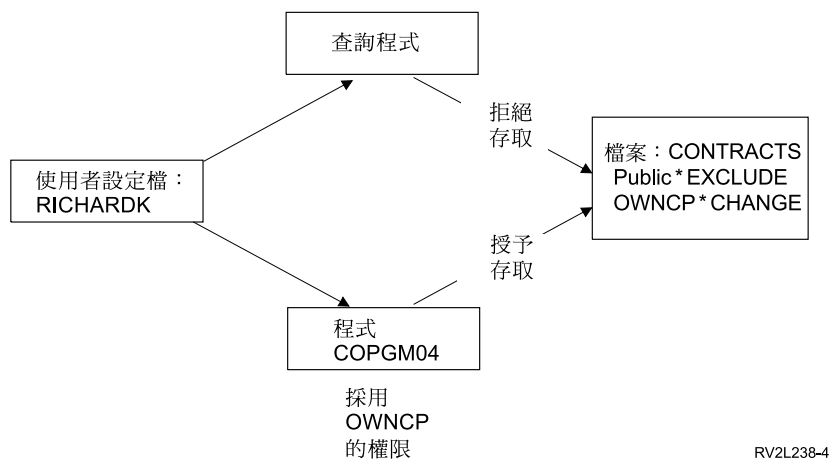 查詢程式
拒絕
存取
使用者設定檔：
RICHARDK
檔案：CONTRACTS
Public*EXCLUDE
OWNCP*CHANGE
授予
存取
程式
COPGM04
採用
OWNCP
的權限
RV2L238-4